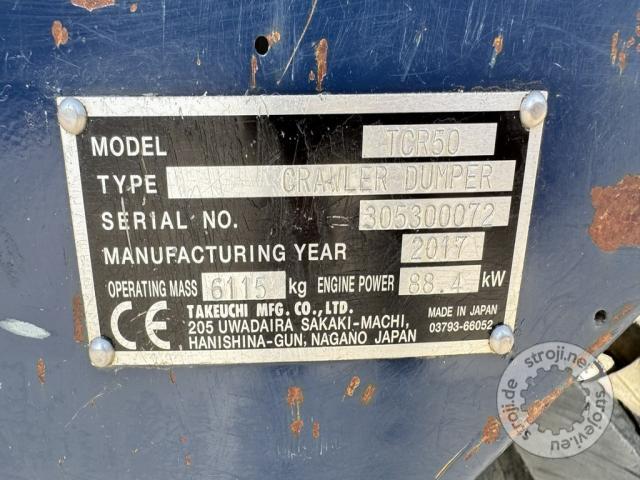 MODEL TCR50
TYPE CRAWLER DUMPER
SERIAL NO. 305300072
MANUFACTURING YEAR 2017
OPERATING MASS 6115 kg ENGINE POWER 88.4 kW
CE TAKEUCHI MFG. CO., LTD.
205 UWADAIRA SAKAKI-MACHI,
HANISHINA-GUN, NAGANO JAPAN
MADE IN JAPAN
03793-66052
stroji.de
stroji.net
strojevi.eu